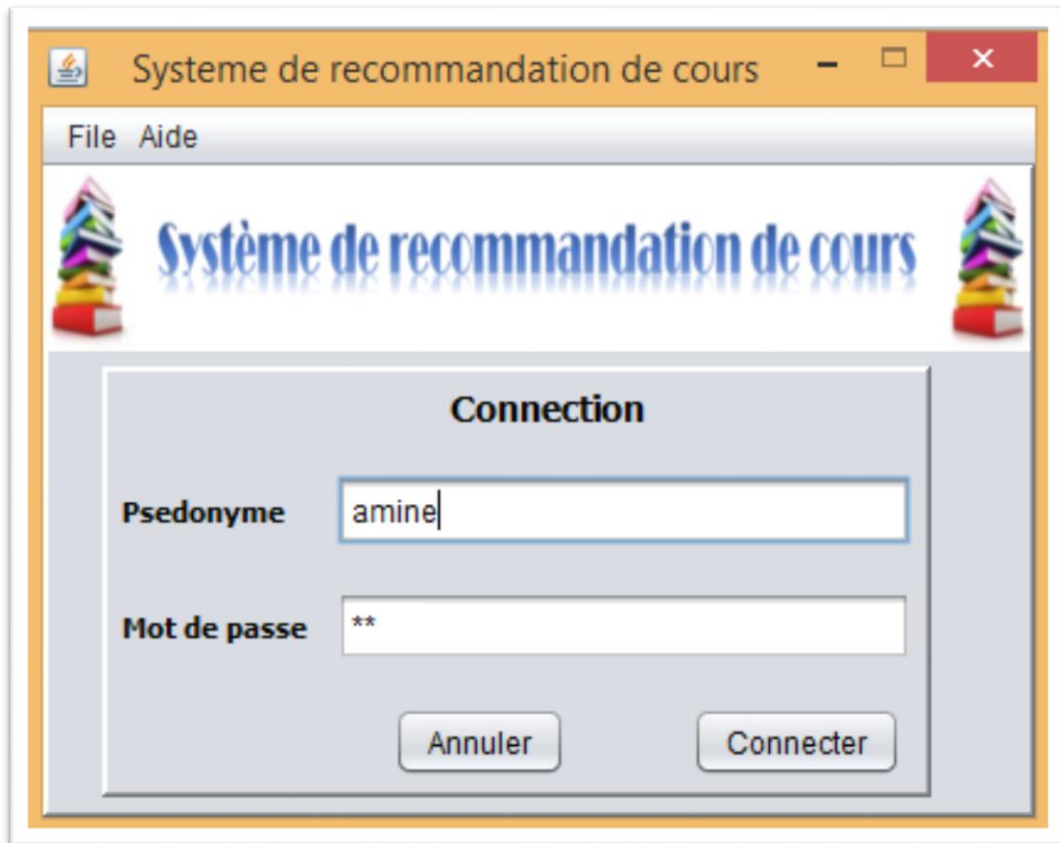 Systeme de recommandation de cours
File Aide
Système de recommandation de cours
Connection
Psedonyme amine
Mot de passe **
Annuler Connecter